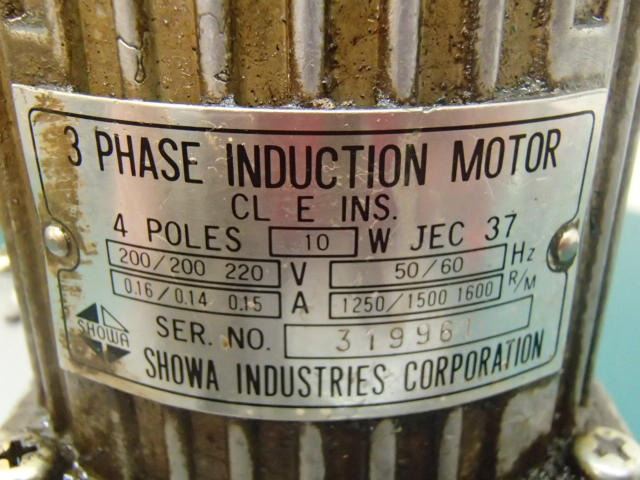 3 PHASE INDUCTION MOTOR
CL E INS.
4 POLES 10 W JEC 37
200/200 220 V 50/60 Hz
0.16/0.14 0.15 A 1250/1500 1600 R/M
SHOWA SER. NO. 319961
SHOWA INDUSTRIES CORPORATION